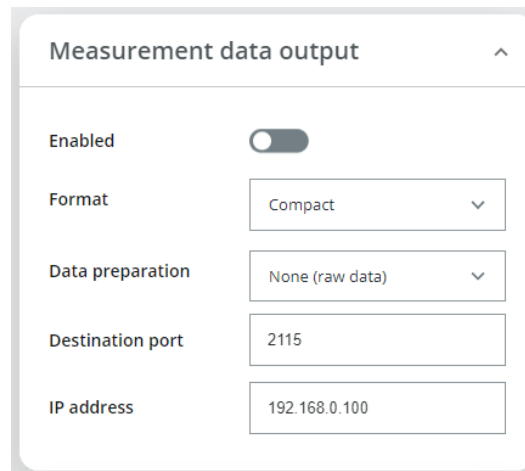 Measurement data output
Enabled
Format Compact
Data preparation None (raw data)
Destination port 2115
IP address 192.168.0.100